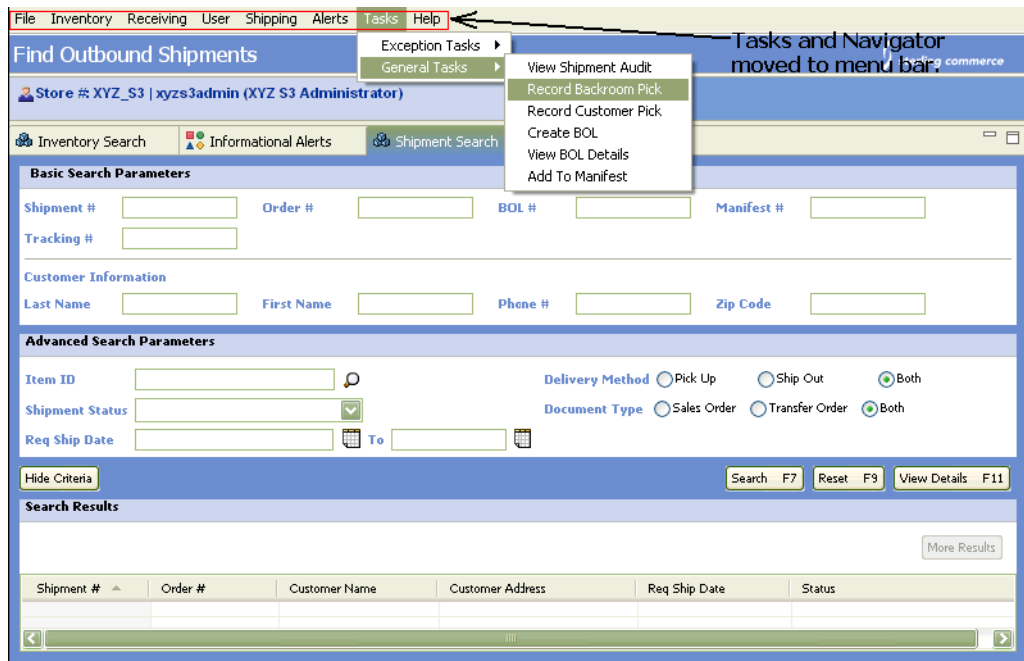 File Inventory Receiving User Shipping Alerts Tasks Help
Tasks and Navigator
moved to menu bar.
Find Outbound Shipments
commerce
Exception Tasks
General Tasks
View Shipment Audit
Record Backroom Pick
Record Customer Pick
Create BOL
View BOL Details
Add To Manifest
Store #: XYZ_S3 | xyzs3admin (XYZ S3 Administrator)
Inventory Search Informational Alerts Shipment Search
Basic Search Parameters
Shipment # Order # BOL # Manifest #
Tracking #
Customer Information
Last Name First Name Phone # Zip Code
Advanced Search Parameters
Item ID Delivery Method Pick Up Ship Out Both
Shipment Status Document Type Sales Order Transfer Order Both
Req Ship Date To
Hide Criteria Search F7 Reset F9 View Details F11
Search Results
More Results
Shipment # Order # Customer Name Customer Address Req Ship Date Status